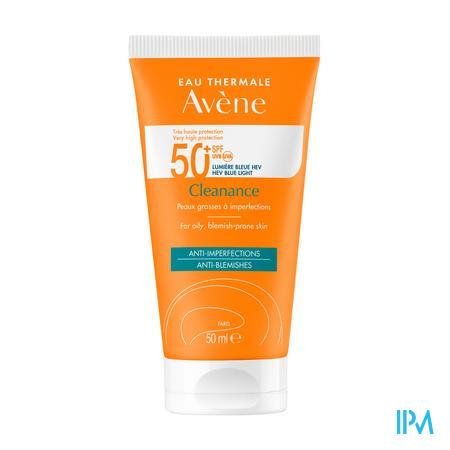 EAU THERMALE
Avène
Très haute protection
Very high protection
50+ SPF
UVB UVA
LUMIÈRE BLEUE HEV
HEV BLUE LIGHT
Cleanance
Peaux grasses à imperfections
For oily, blemish-prone skin
ANTI-IMPERFECTIONS
ANTI-BLEMISHES
PARIS
50 ml ℮
IPM